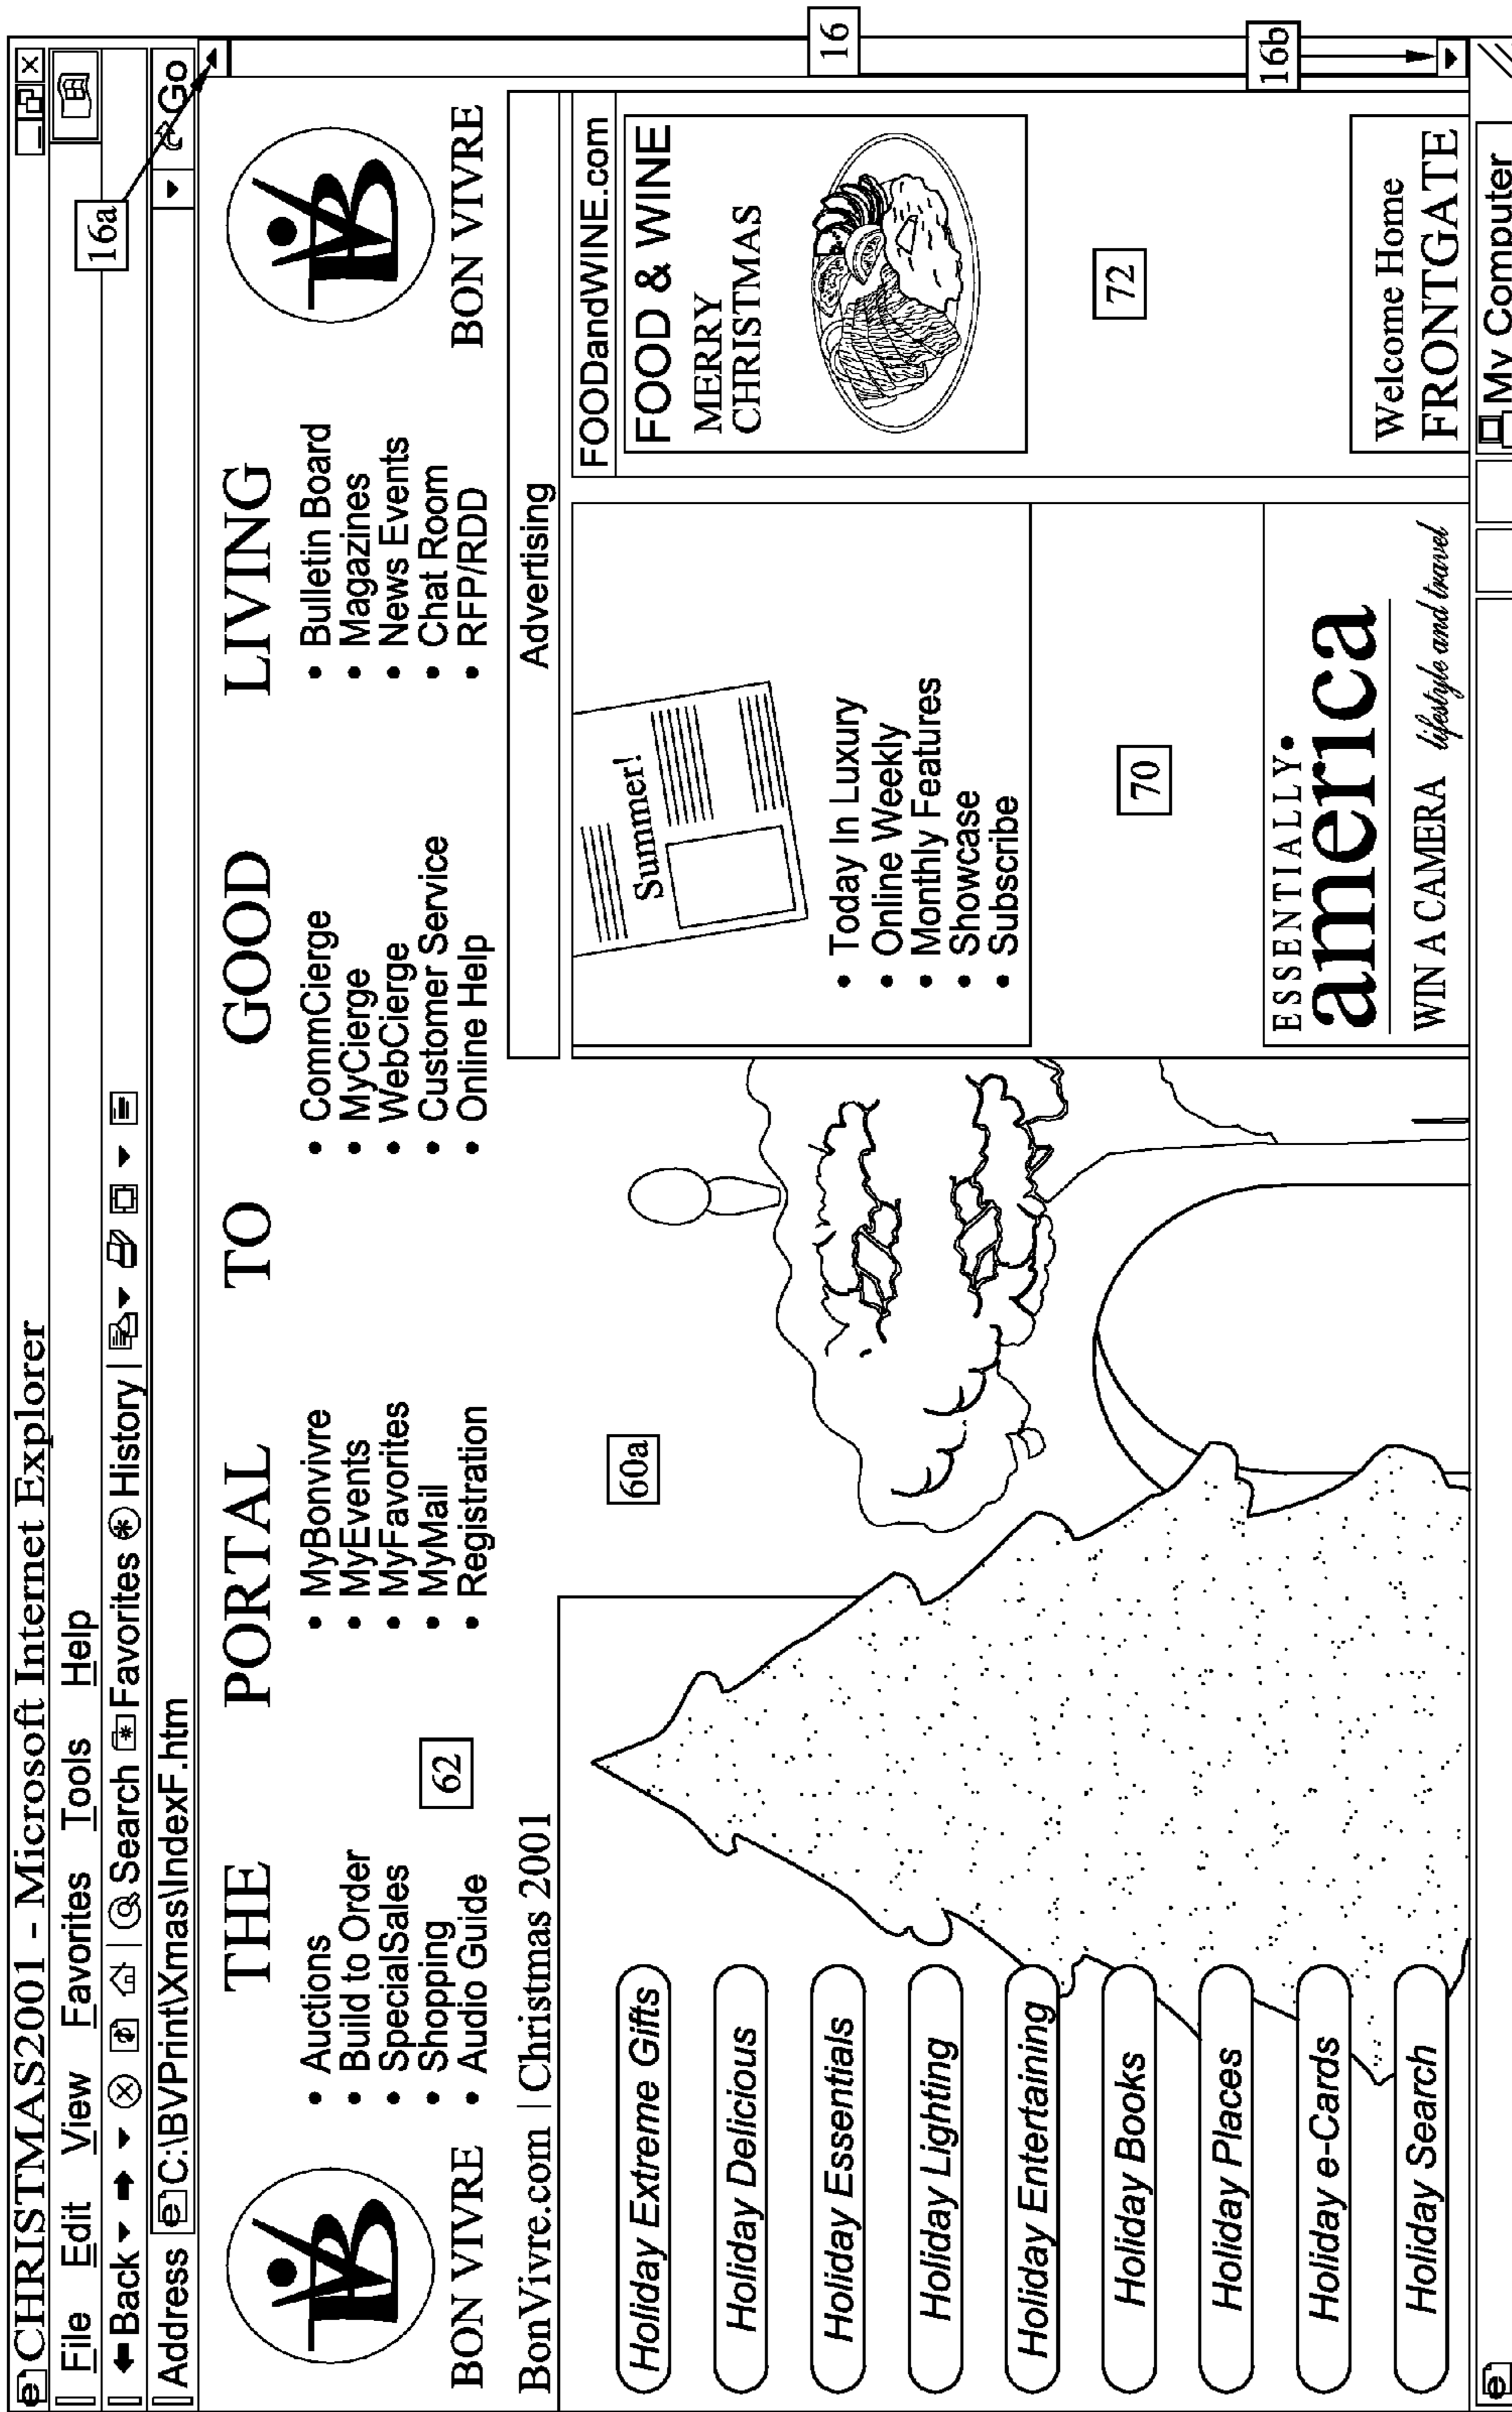 CHRISTMAS2001 - Microsoft Internet Explorer
File Edit View Favorites Tools Help
Back Search Favorites History
Address C:\BVPrint\Xmas\IndexF.htm Go
16a
THE PORTAL TO GOOD LIVING
BON VIVRE
• Auctions
• Build to Order
• SpecialSales
• Shopping
• Audio Guide
62
• MyBonvivre
• MyEvents
• MyFavorites
• MyMail
• Registration
• CommCierge
• MyCierge
• WebCierge
• Customer Service
• Online Help
• Bulletin Board
• Magazines
• News Events
• Chat Room
• RFP/RDD
BON VIVRE
BonVivre.com | Christmas 2001
Holiday Extreme Gifts
Holiday Delicious
Holiday Essentials
Holiday Lighting
Holiday Entertaining
Holiday Books
Holiday Places
Holiday e-Cards
Holiday Search
60a
Advertising
Summer!
• Today In Luxury
• Online Weekly
• Monthly Features
• Showcase
• Subscribe
70
ESSENTIALLY•
america
WIN A CAMERA lifestyle and travel
FOODandWINE.com
FOOD & WINE
MERRY
CHRISTMAS
72
Welcome Home
FRONTGATE
16
16b
My Computer